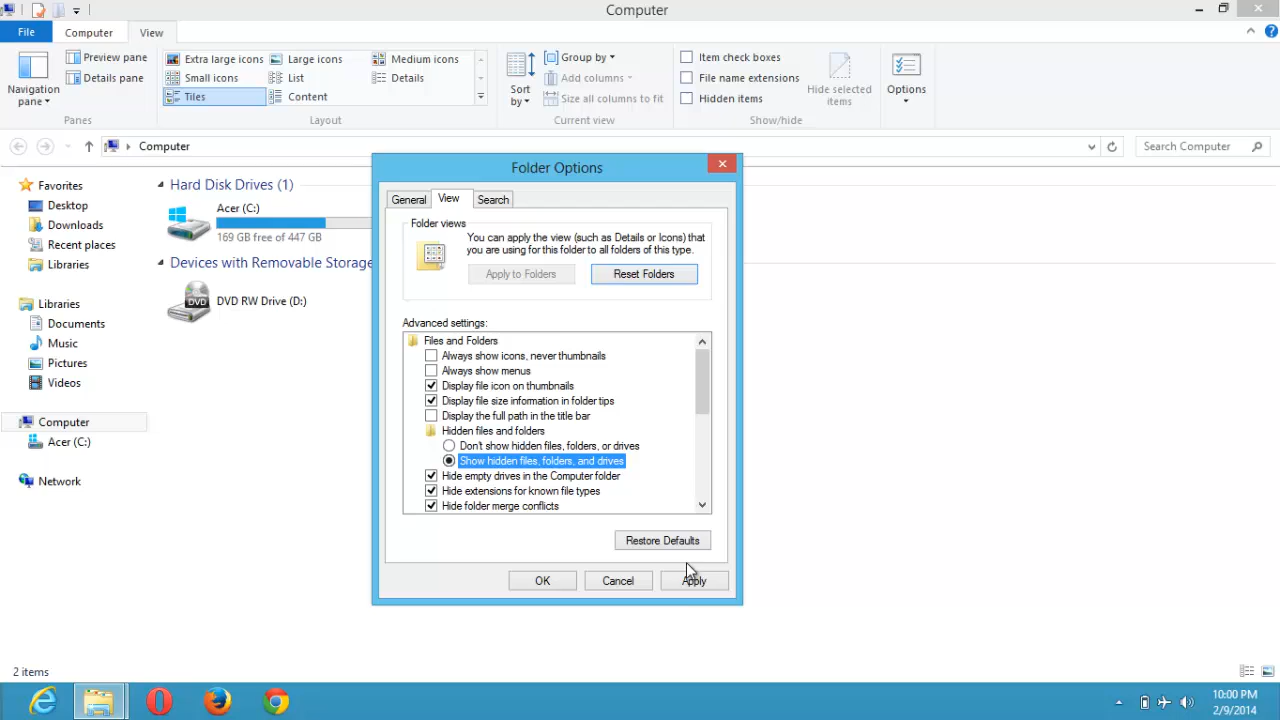 Computer
File
Computer
View
Navigation
pane
Preview pane
Details pane
Panes
Extra large icons
Large icons
Medium icons
Small icons
List
Details
Tiles
Content
Layout
Sort
by
Group by
Add columns
Size all columns to fit
Current view
Item check boxes
File name extensions
Hidden items
Hide selected
items
Show/hide
Options
Computer
Search Computer
Favorites
Desktop
Downloads
Recent places
Libraries
Libraries
Documents
Music
Pictures
Videos
Computer
Acer (C:)
Network
Hard Disk Drives (1)
Acer (C:)
169 GB free of 447 GB
Devices with Removable Storage
DVD
DVD RW Drive (D:)
Folder Options
General
View
Search
Folder views
You can apply the view (such as Details or Icons) that
you are using for this folder to all folders of this type.
Apply to Folders
Reset Folders
Advanced settings:
Files and Folders
Always show icons, never thumbnails
Always show menus
Display file icon on thumbnails
Display file size information in folder tips
Display the full path in the title bar
Hidden files and folders
Don't show hidden files, folders, or drives
Show hidden files, folders, and drives
Hide empty drives in the Computer folder
Hide extensions for known file types
Hide folder merge conflicts
Restore Defaults
OK
Cancel
Apply
2 items
10:00 PM
2/9/2014